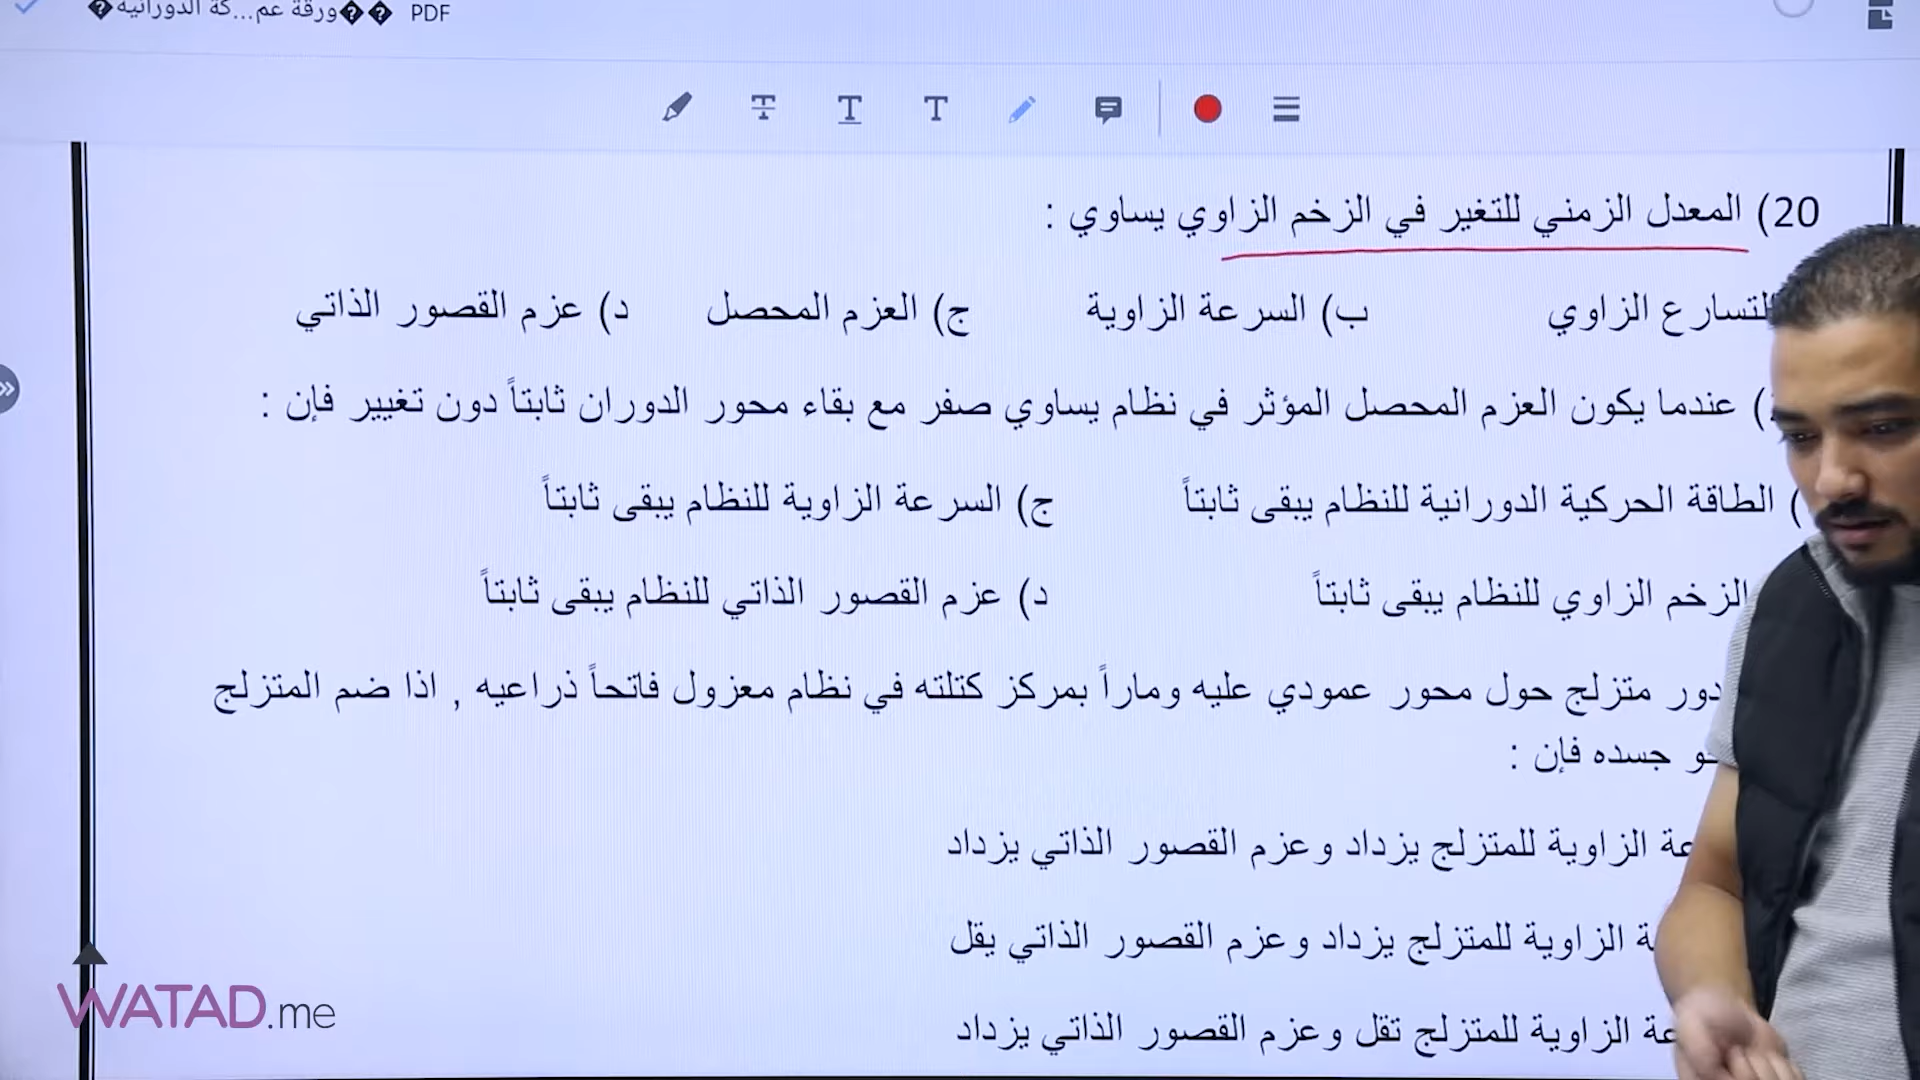 ورقة عم...كة الدورانيه PDF
20) المعدل الزمني للتغير في الزخم الزاوي يساوي :
التسارع الزاوي ب) السرعة الزاوية ج) العزم المحصل د) عزم القصور الذاتي
) عندما يكون العزم المحصل المؤثر في نظام يساوي صفر مع بقاء محور الدوران ثابتاً دون تغيير فإن :
) الطاقة الحركية الدورانية للنظام يبقى ثابتاً ج) السرعة الزاوية للنظام يبقى ثابتاً
الزخم الزاوي للنظام يبقى ثابتاً د) عزم القصور الذاتي للنظام يبقى ثابتاً
متزلج حول محور عمودي عليه وماراً بمركز كتلته في نظام معزول فاتحاً ذراعيه , اذا ضم المتزلج
جسده فإن :
الزاوية للمتزلج يزداد وعزم القصور الذاتي يزداد
الزاوية للمتزلج يزداد وعزم القصور الذاتي يقل
الزاوية للمتزلج تقل وعزم القصور الذاتي يزداد
WATAD.me